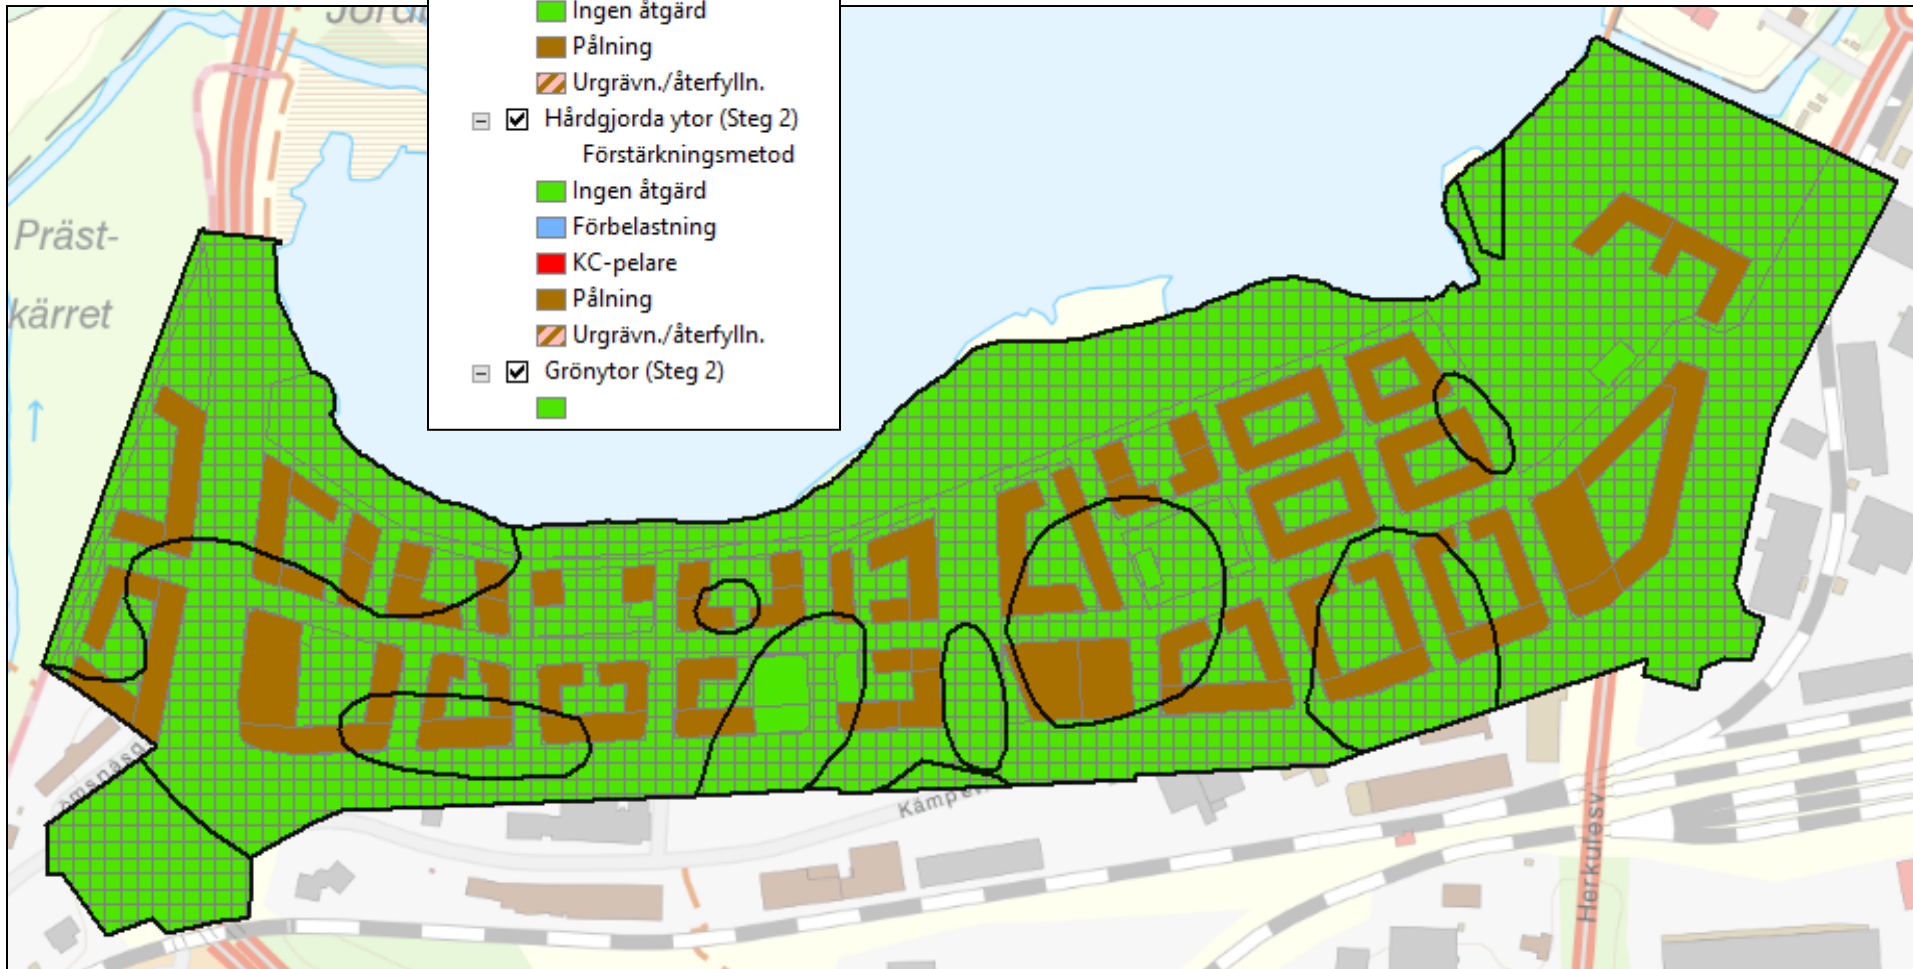 Ingen åtgärd
Pålning
Urgrävn./återfylln.
Hårdgjorda ytor (Steg 2)
Förstärkningsmetod
Ingen åtgärd
Förbelastning
KC-pelare
Pålning
Urgrävn./återfylln.
Grönytor (Steg 2)
Präst-
kärret
Herkulesv.